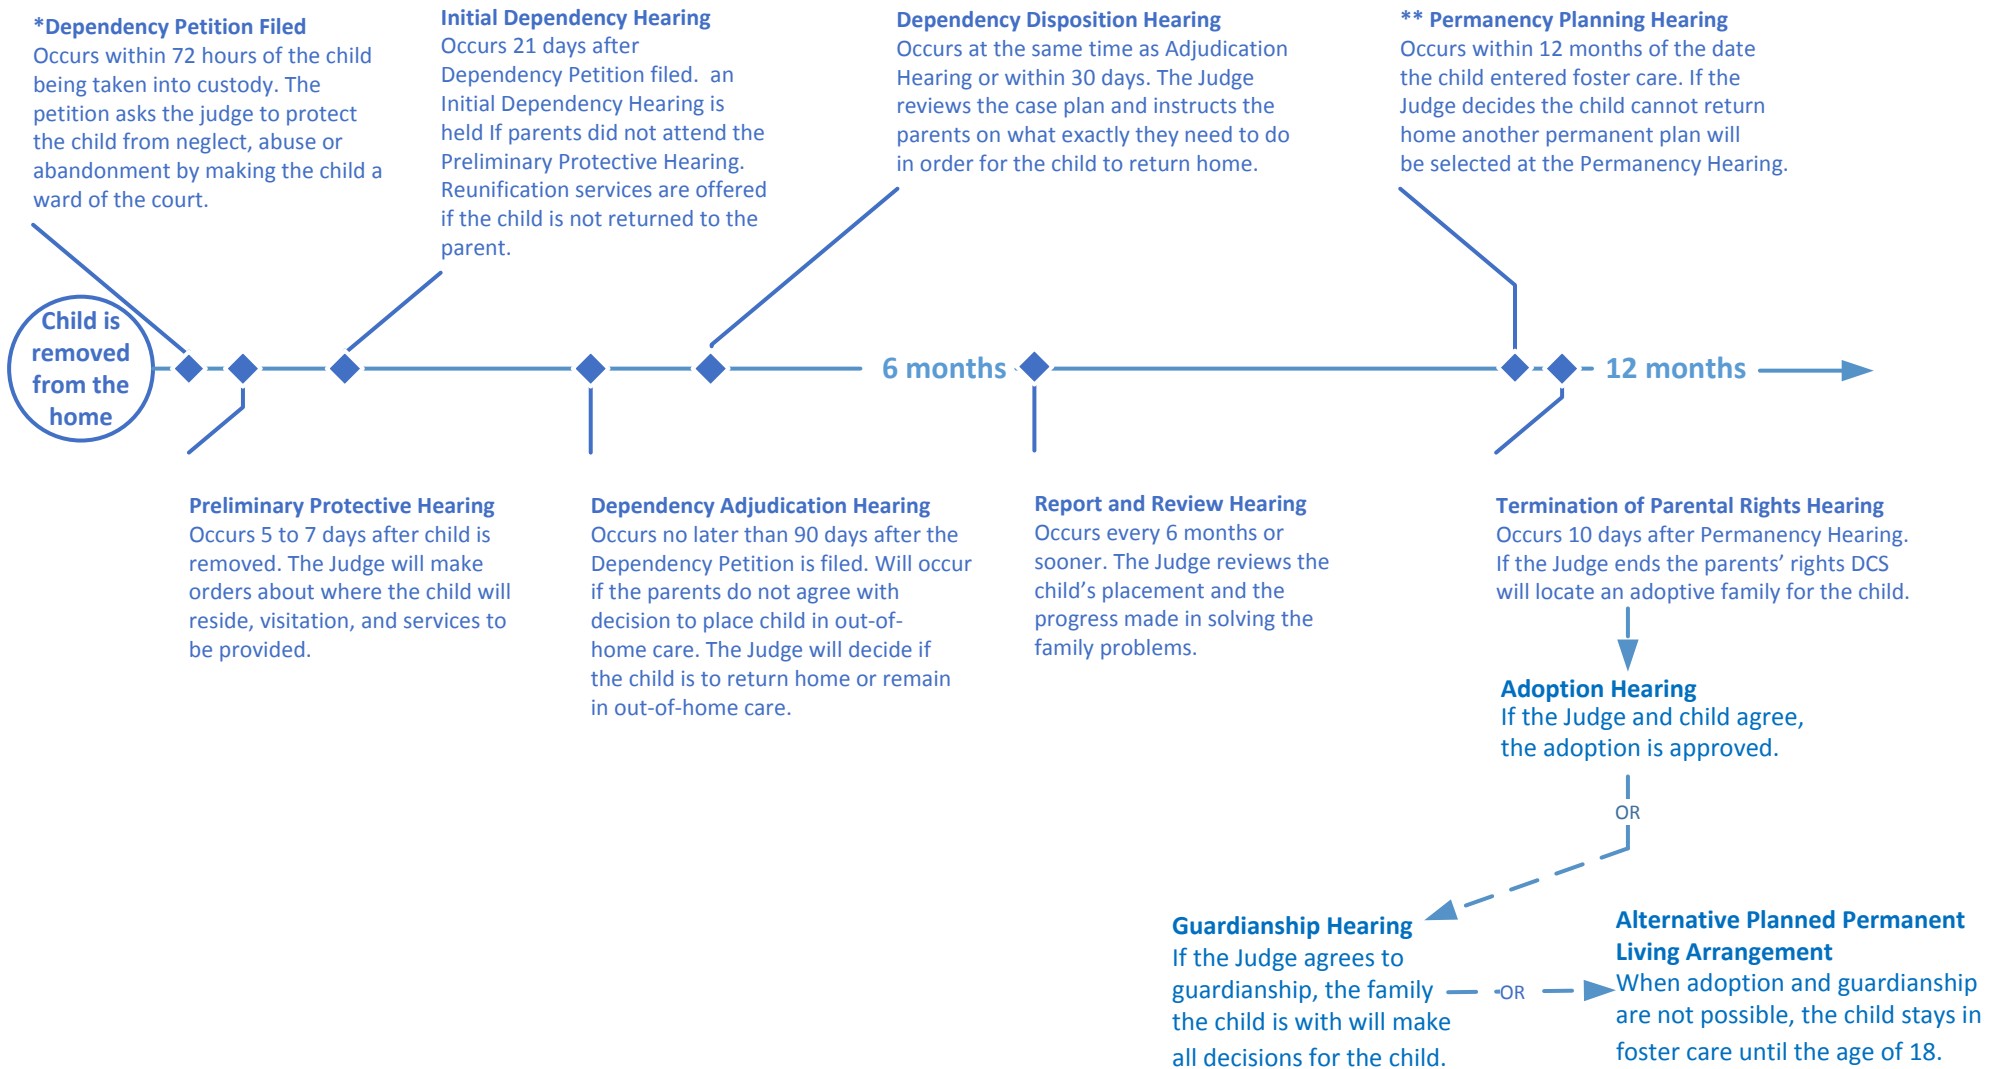 *Dependency Petition Filed
Occurs within 72 hours of the child
being taken into custody. The
petition asks the judge to protect
the child from neglect, abuse or
abandonment by making the child a
ward of the court.
Initial Dependency Hearing
Occurs 21 days after
Dependency Petition filed.  an
Initial Dependency Hearing is
held If parents did not attend the
Preliminary Protective Hearing.
Reunification services are offered
if the child is not returned to the
parent.
Dependency Disposition Hearing
Occurs at the same time as Adjudication
Hearing or within 30 days. The Judge
reviews the case plan and instructs the
parents on what exactly they need to do
in order for the child to return home.
** Permanency Planning Hearing
Occurs within 12 months of the date
the child entered foster care. If the
Judge decides the child cannot return
home another permanent plan will
be selected at the Permanency Hearing.
Child is
removed
from the
home
6 months
12 months
Preliminary Protective Hearing
Occurs 5 to 7 days after child is
removed. The Judge will make
orders about where the child will
reside, visitation, and services to
be provided.
Dependency Adjudication Hearing
Occurs no later than 90 days after the
Dependency Petition is filed. Will occur
if the parents do not agree with
decision to place child in out-of-
home care. The Judge will decide if
the child is to return home or remain
in out-of-home care.
Report and Review Hearing
Occurs every 6 months or
sooner. The Judge reviews the
child's placement and the
progress made in solving the
family problems.
Termination of Parental Rights Hearing
Occurs 10 days after Permanency Hearing.
If the Judge ends the parents' rights DCS
will locate an adoptive family for the child.
Adoption Hearing
If the Judge and child agree,
the adoption is approved.
OR
Guardianship Hearing
If the Judge agrees to
guardianship, the family
the child is with will make
all decisions for the child.
OR
Alternative Planned Permanent
Living Arrangement
When adoption and guardianship
are not possible, the child stays in
foster care until the age of 18.